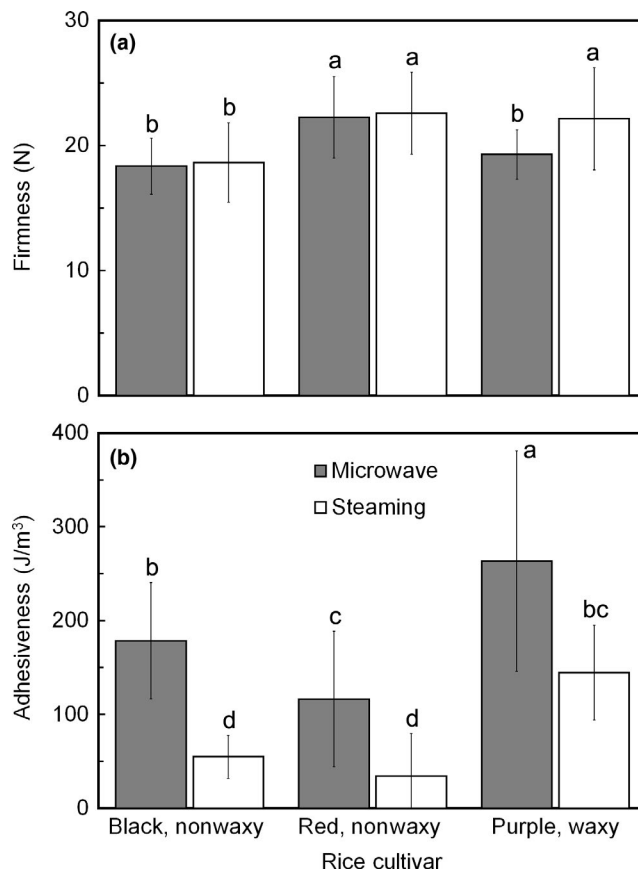 (a)
30
20
10
0
Firmness (N)
b
b
a
a
b
a
(b)
400
300
200
100
0
Adhesiveness (J/m³)
Microwave
Steaming
b
d
c
d
a
bc
Black, nonwaxy
Red, nonwaxy
Purple, waxy
Rice cultivar